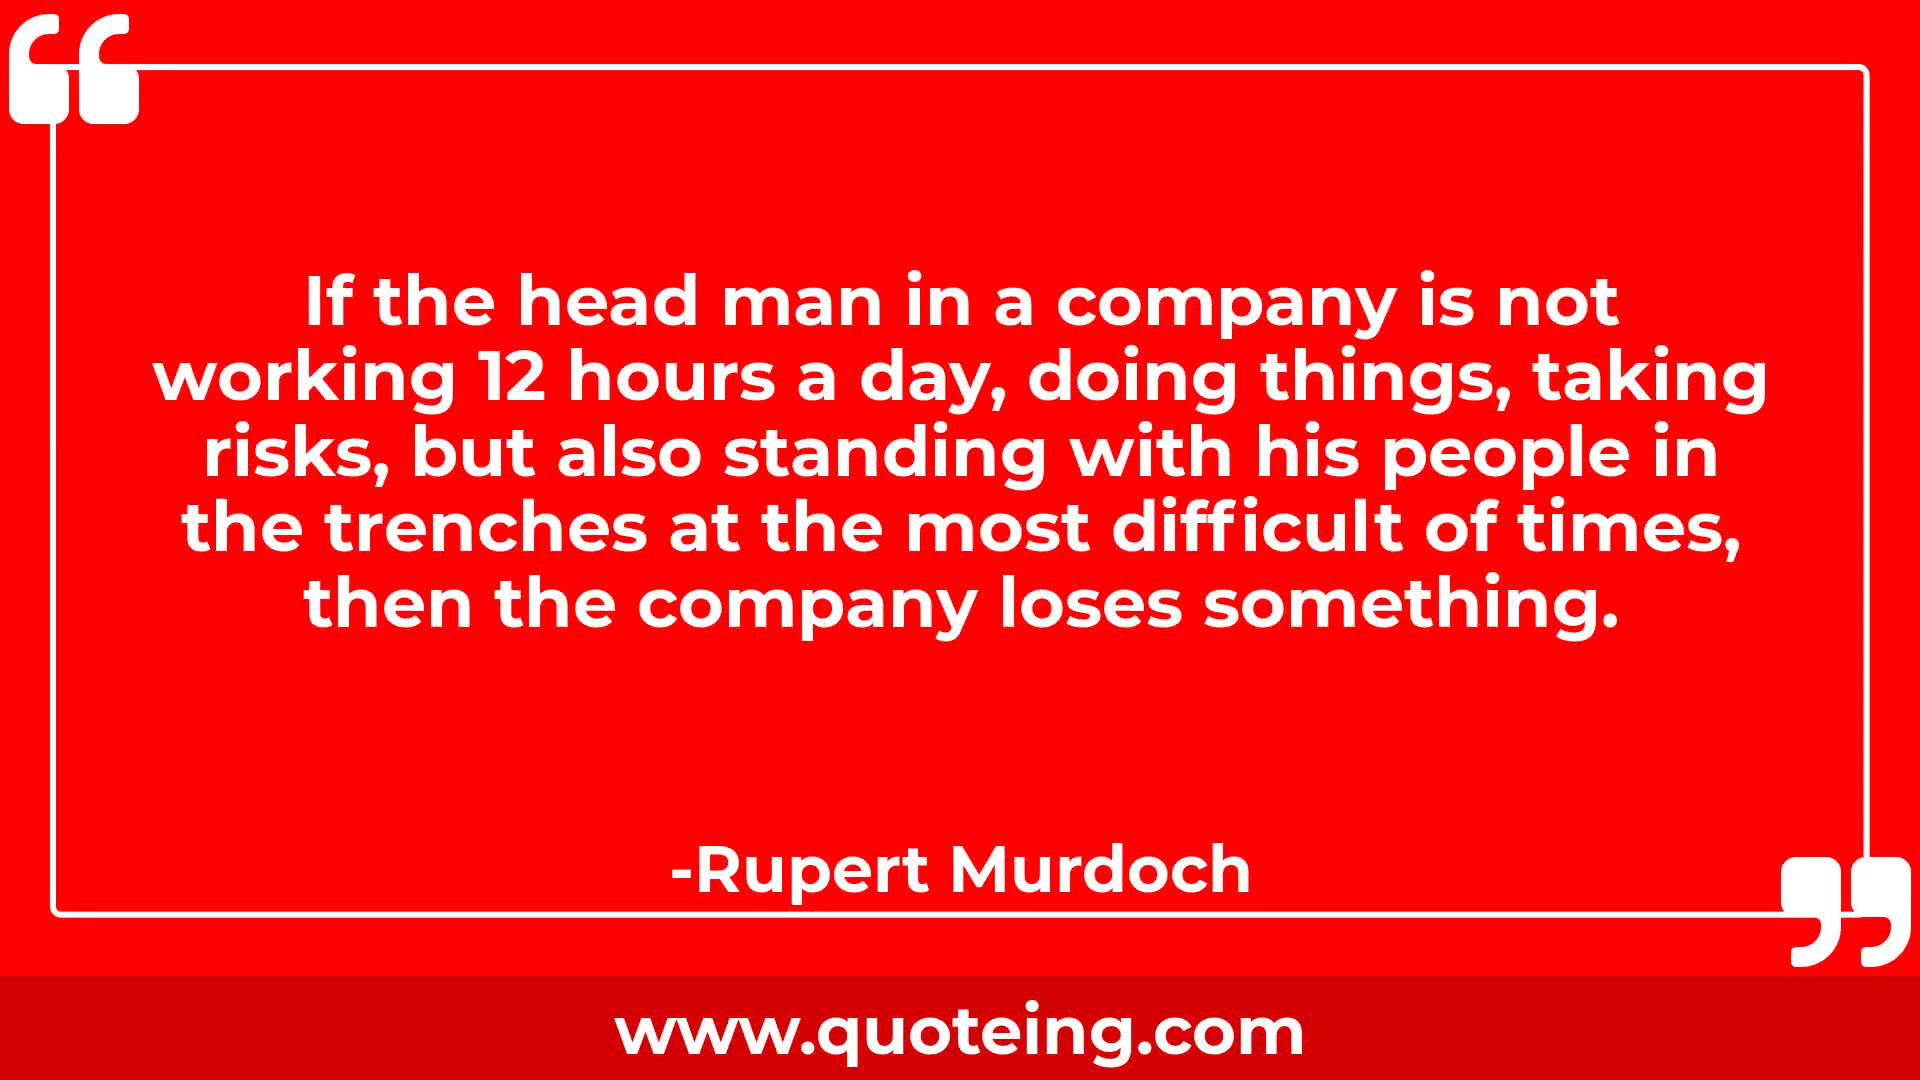 If the head man in a company is not
working 12 hours a day, doing things, taking
risks, but also standing with his people in
the trenches at the most difficult of times,
then the company loses something.
-Rupert Murdoch
www.quoteing.com